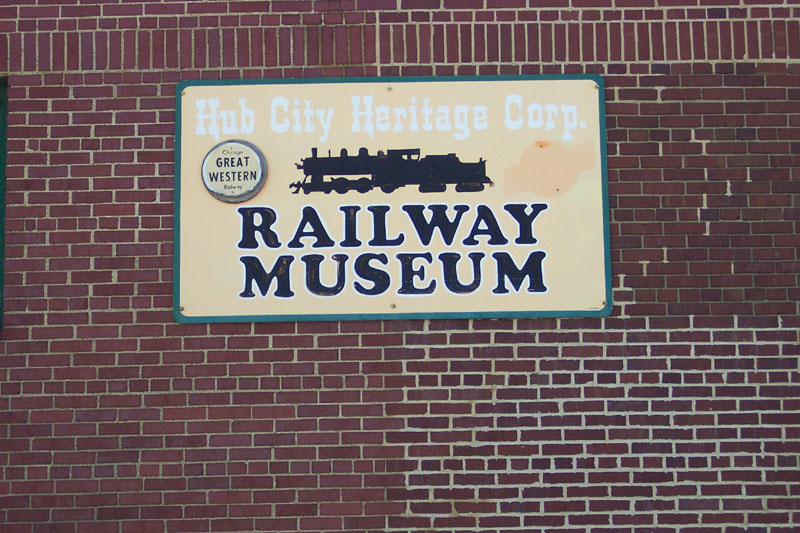 Hub City Heritage Corp.
Chicago
GREAT
WESTERN
Railway
RAILWAY
MUSEUM